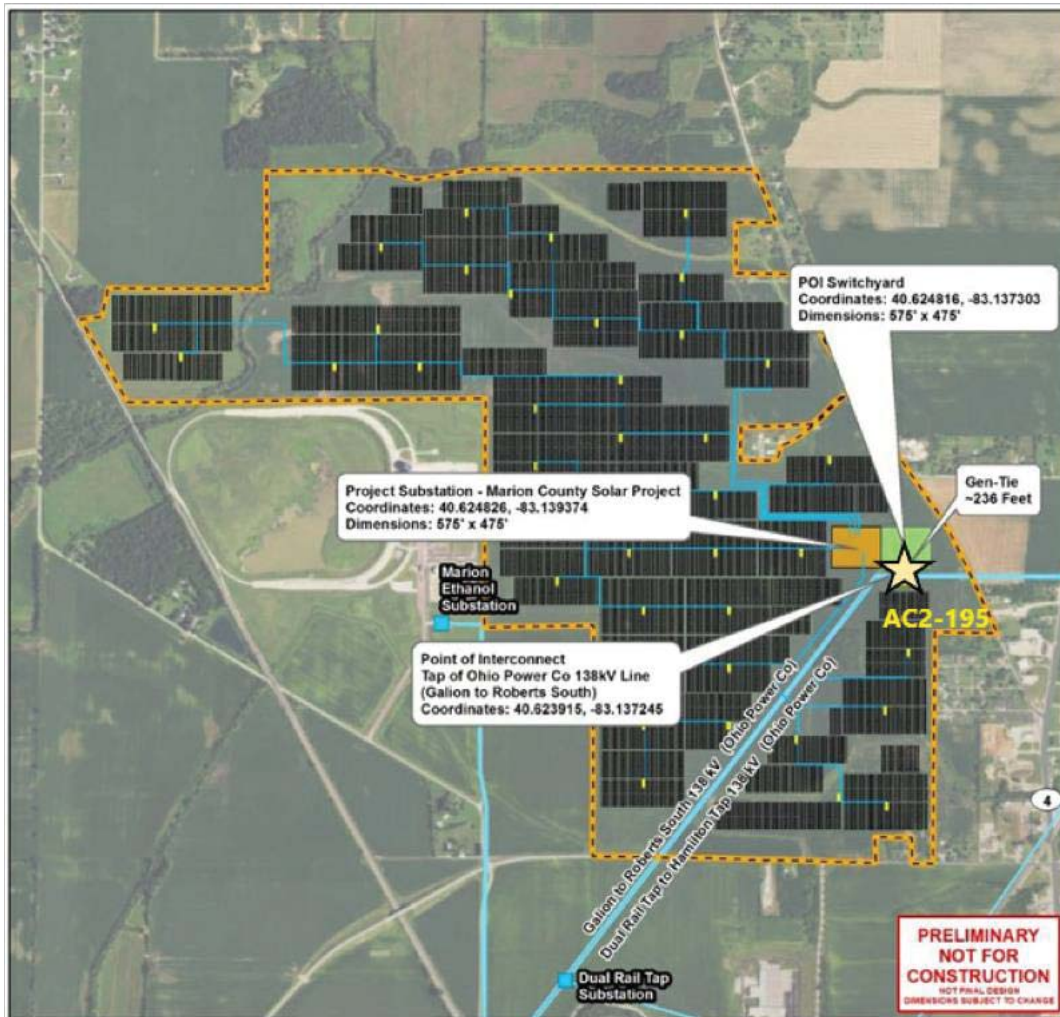 POI Switchyard
Coordinates: 40.624816, -83.137303
Dimensions: 575' x 475'
Gen-Tie
~236 Feet
Project Substation - Marion County Solar Project
Coordinates: 40.624826, -83.139374
Dimensions: 575' x 475'
Marion
Ethanol
Substation
AC2-195
Point of Interconnect
Tap of Ohio Power Co 138kV Line
(Galion to Roberts South)
Coordinates: 40.623915, -83.137245
Galion to Roberts South 138 kV (Ohio Power Co)
Dual Rail Tap to Hamilton Tap 138 kV (Ohio Power Co)
4
Dual Rail Tap
Substation
PRELIMINARY
NOT FOR
CONSTRUCTION
NOT FINAL DESIGN
DIMENSIONS SUBJECT TO CHANGE